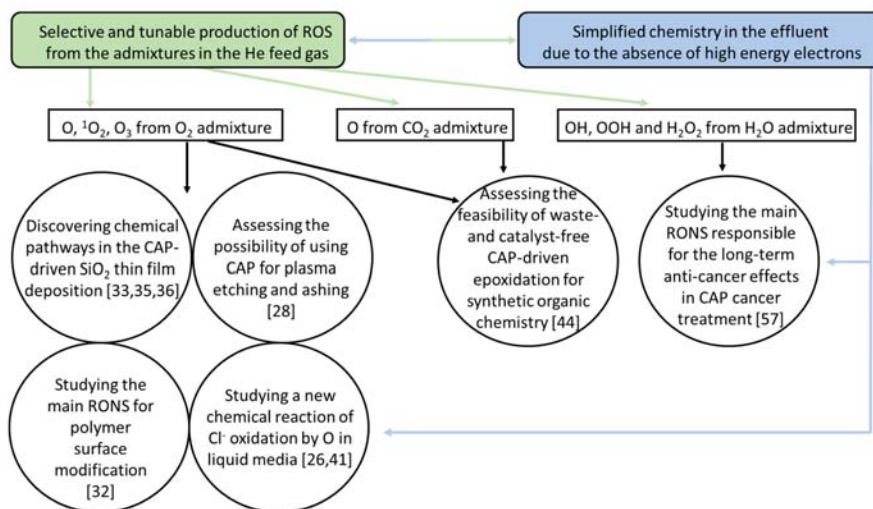 Selective and tunable production of ROS
from the admixtures in the He feed gas
Simplified chemistry in the effluent
due to the absence of high energy electrons
O, ¹O₂, O₃ from O₂ admixture
O from CO₂ admixture
OH, OOH and H₂O₂ from H₂O admixture
Discovering chemical
pathways in the CAP-
driven SiO₂ thin film
deposition [33,35,36]
Assessing the
possibility of using
CAP for plasma
etching and ashing
[28]
Assessing the
feasibility of waste-
and catalyst-free
CAP-driven
epoxidation for
synthetic organic
chemistry [44]
Studying the
main RONS
responsible for
the long-term
anti-cancer effects
in CAP cancer
treatment [57]
Studying the
main RONS for
polymer
surface
modification
[32]
Studying a new
chemical reaction of
Cl⁻ oxidation by O in
liquid media [26,41]